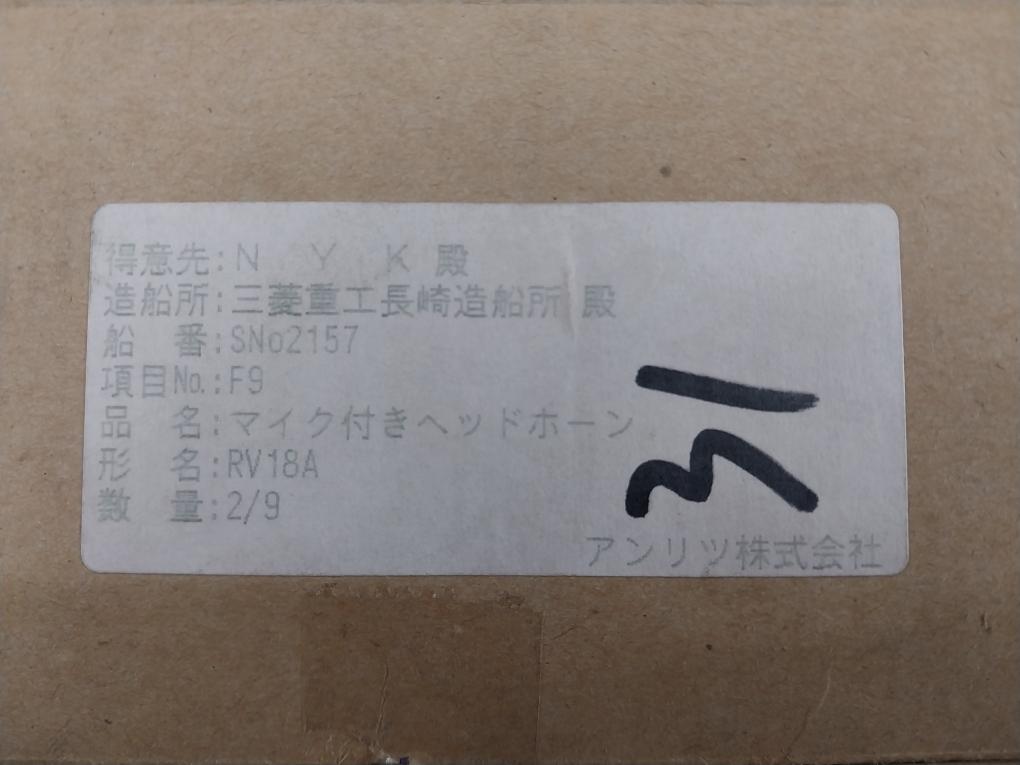 得意先:N Y K 殿
造船所:三菱重工長崎造船所 殿
船 番:SNo2157
項目No.:F9
品 名:マイク付きヘッドホーン
形 名:RV18A
数 量:2/9
アンリツ株式会社